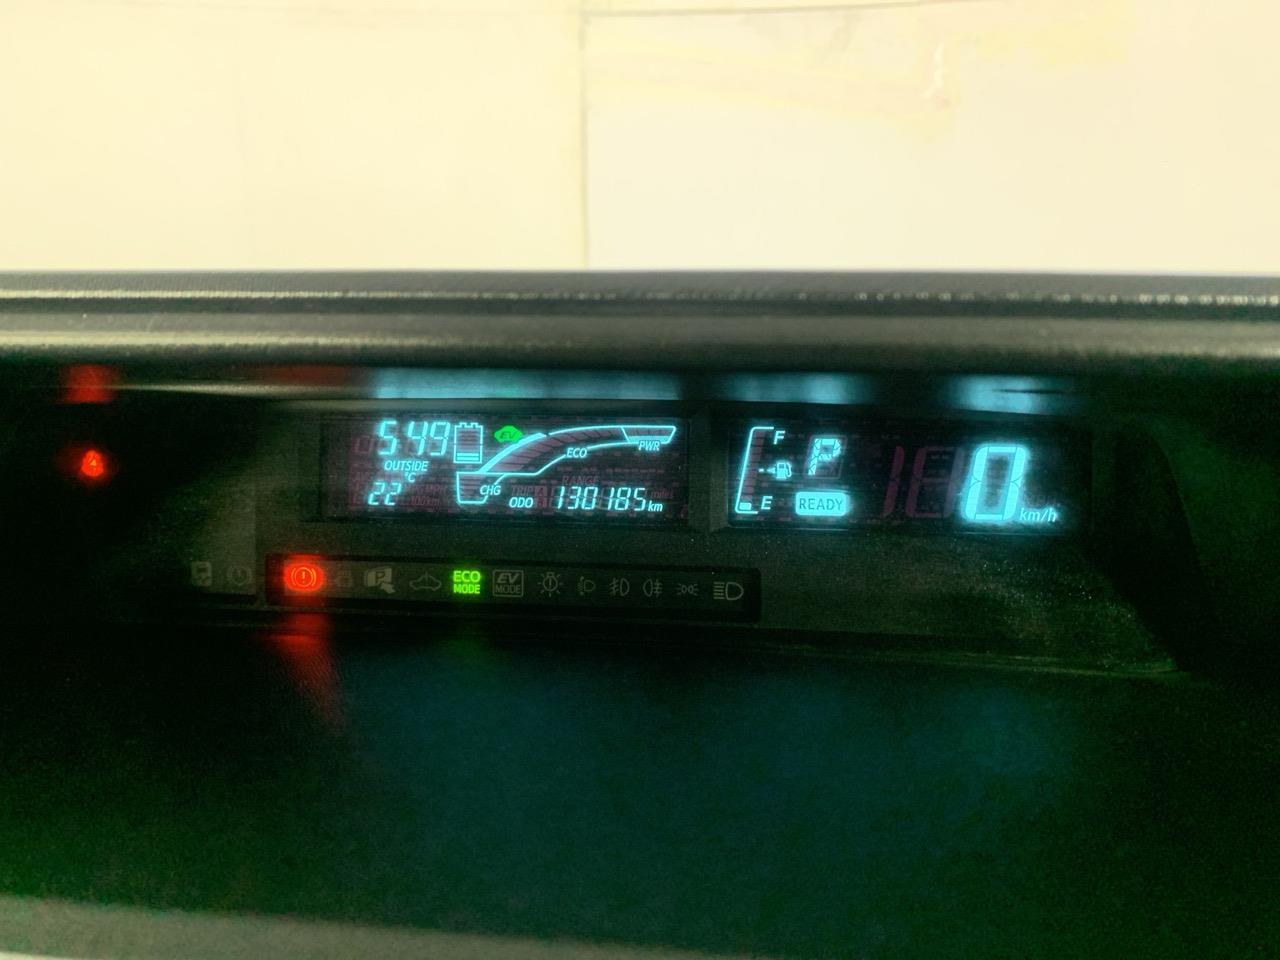 5:49
EV
OUTSIDE
°C
22
ECO
PWR
CHG
RANGE
ODO 130185 km
miles
F
E
P
READY
0 km/h
ECO MODE
EV MODE